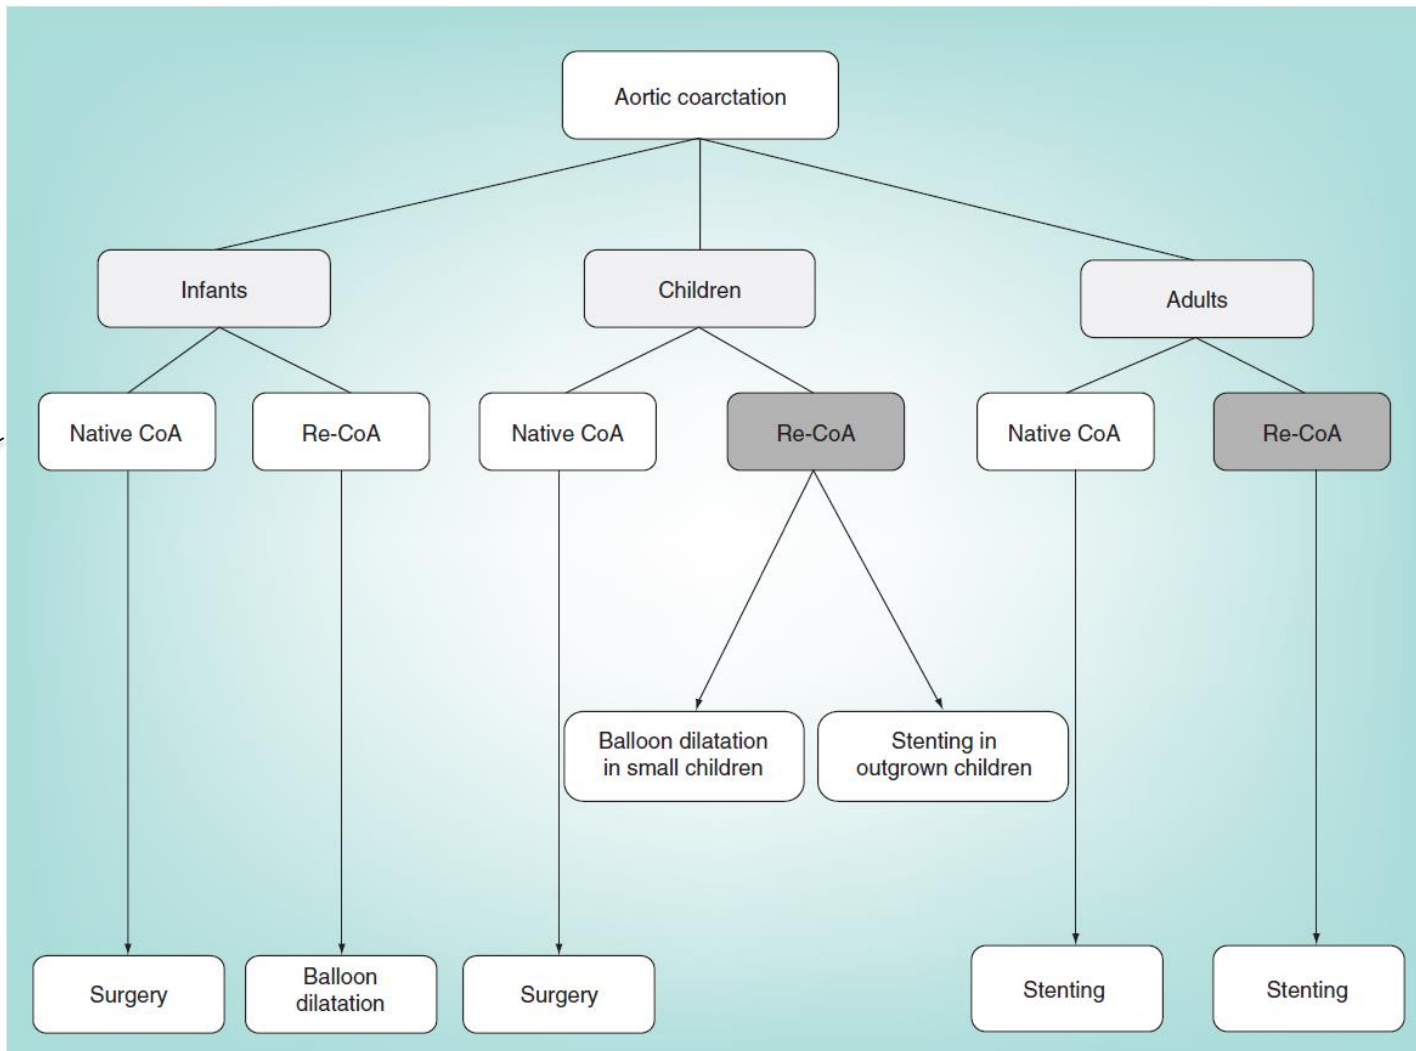 Aortic coarctation
Infants
Children
Adults
Native CoA
Re-CoA
Native CoA
Re-CoA
Native CoA
Re-CoA
Balloon dilatation
in small children
Stenting in
outgrown children
Surgery
Balloon
dilatation
Surgery
Stenting
Stenting